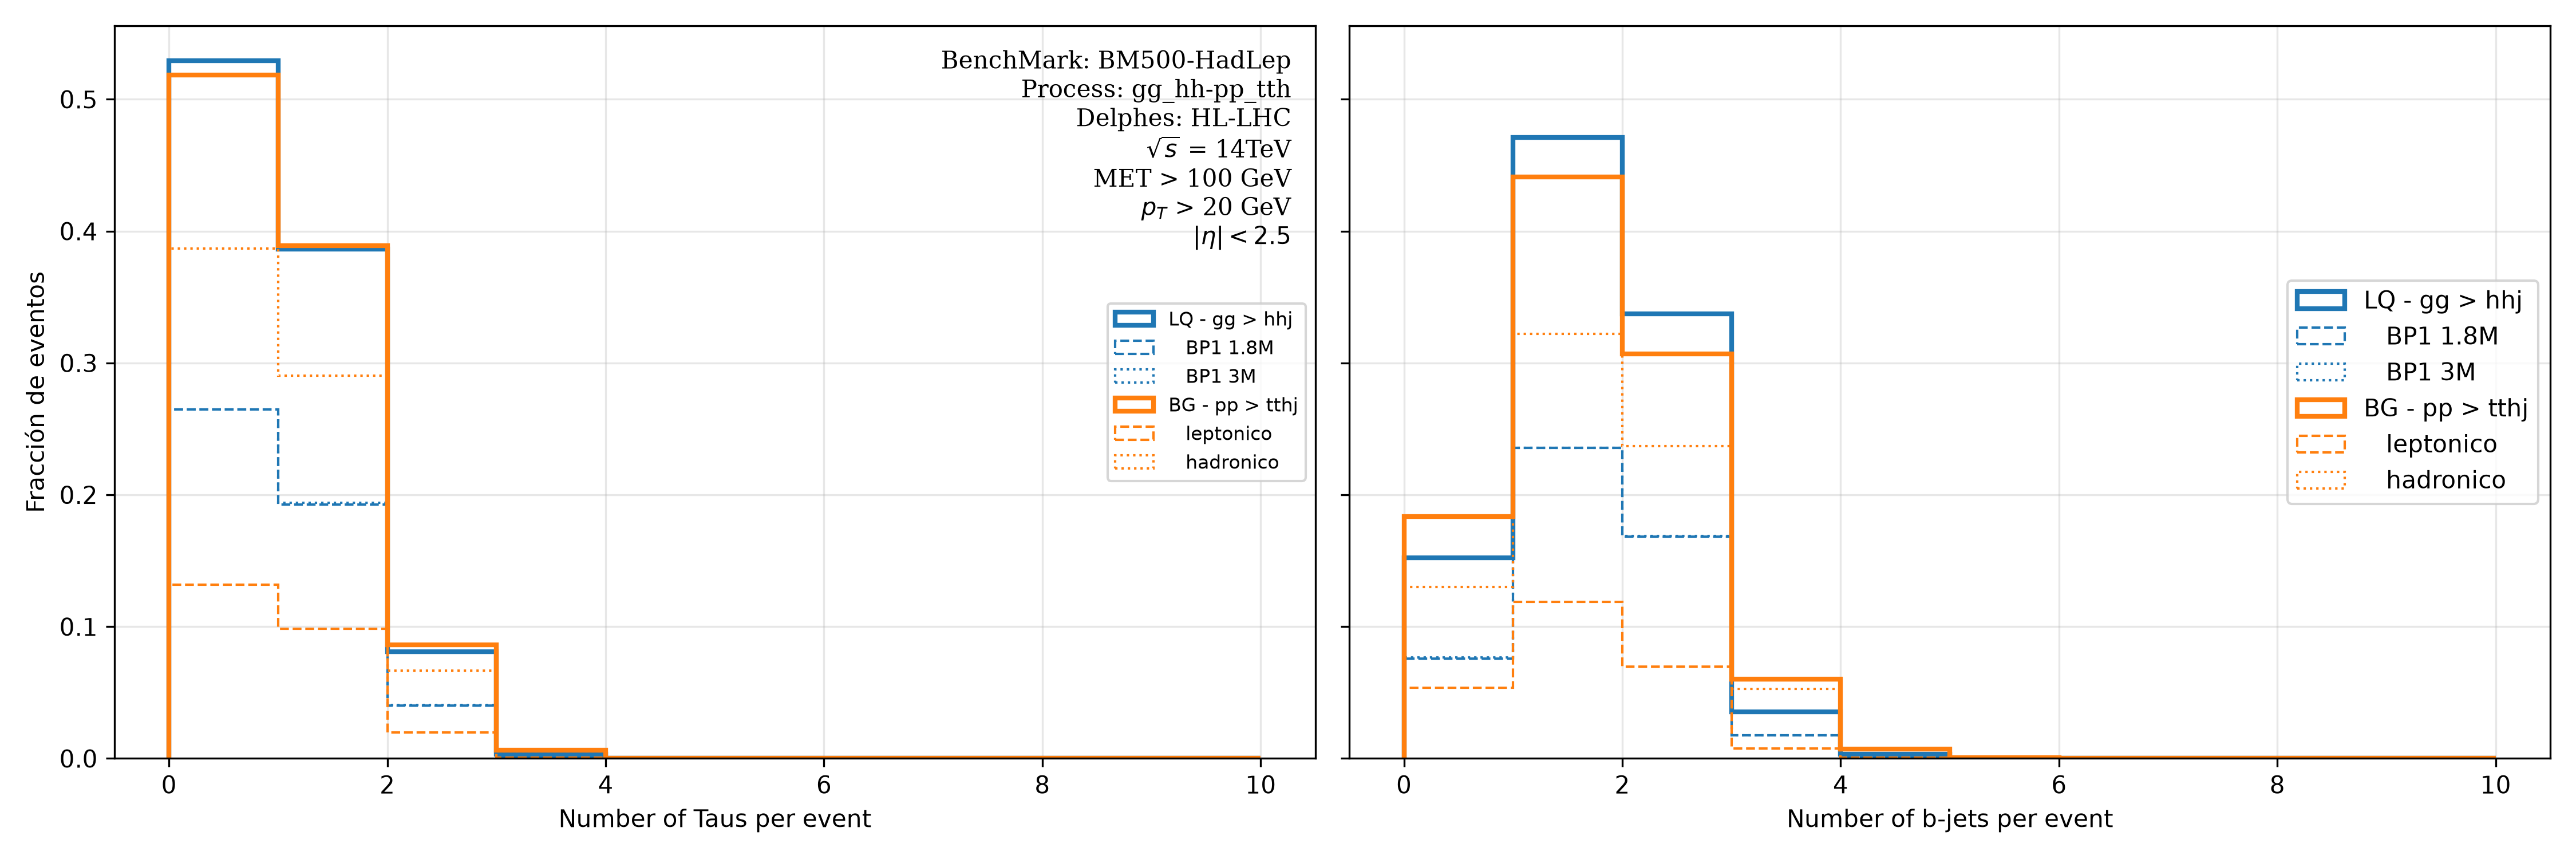 Fracción de eventos
0.5
0.4
0.3
0.2
0.1
0.0
BenchMark: BM500-HadLep
Process: gg_hh-pp_tth
Delphes: HL-LHC
√s = 14TeV
MET > 100 GeV
p_T > 20 GeV
|η| < 2.5
LQ - gg > hhj
BP1 1.8M
BP1 3M
BG - pp > tthj
leptonico
hadronico
0 2 4 6 8 10
Number of Taus per event
LQ - gg > hhj
BP1 1.8M
BP1 3M
BG - pp > tthj
leptonico
hadronico
0 2 4 6 8 10
Number of b-jets per event